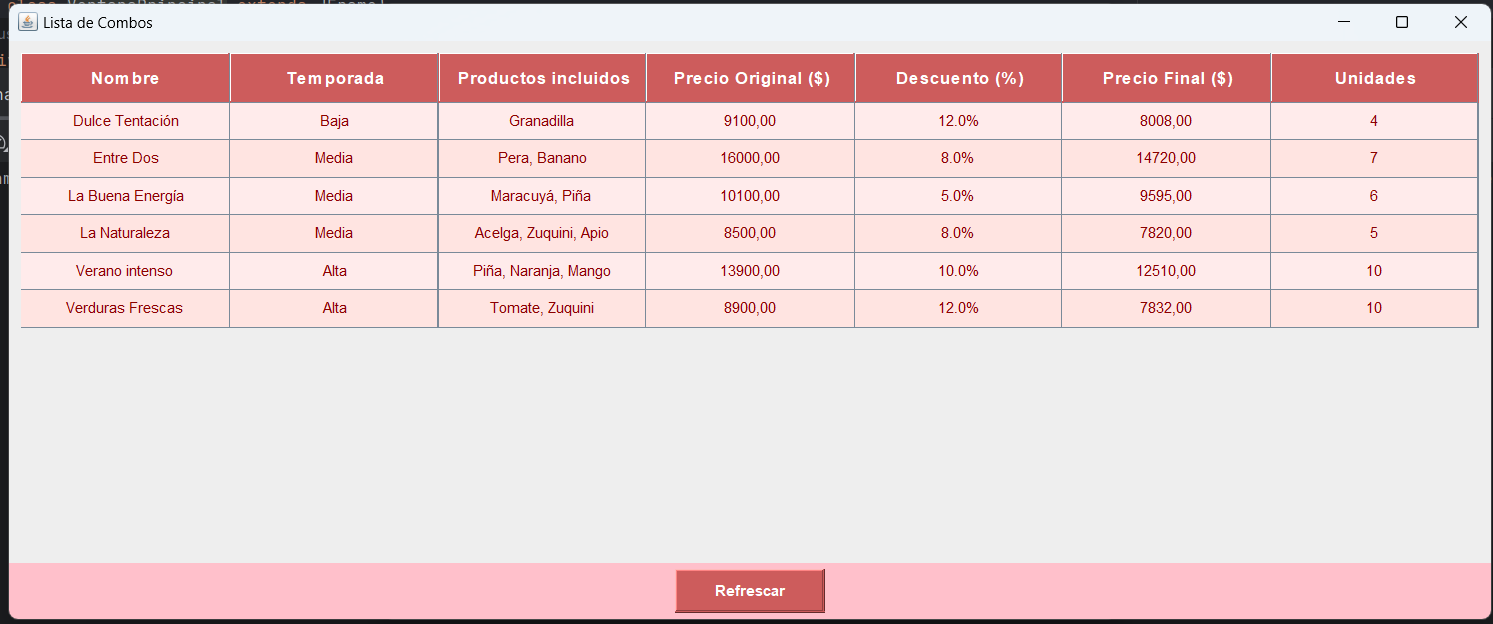 class VentanaPrincipal extends JFrame
Lista de Combos
Nombre Temporada Productos incluidos Precio Original ($) Descuento (%) Precio Final ($) Unidades
Dulce Tentación Baja Granadilla 9100,00 12.0% 8008,00 4
Entre Dos Media Pera, Banano 16000,00 8.0% 14720,00 7
La Buena Energía Media Maracuyá, Piña 10100,00 5.0% 9595,00 6
La Naturaleza Media Acelga, Zuquini, Apio 8500,00 8.0% 7820,00 5
Verano intenso Alta Piña, Naranja, Mango 13900,00 10.0% 12510,00 10
Verduras Frescas Alta Tomate, Zuquini 8900,00 12.0% 7832,00 10
Refrescar